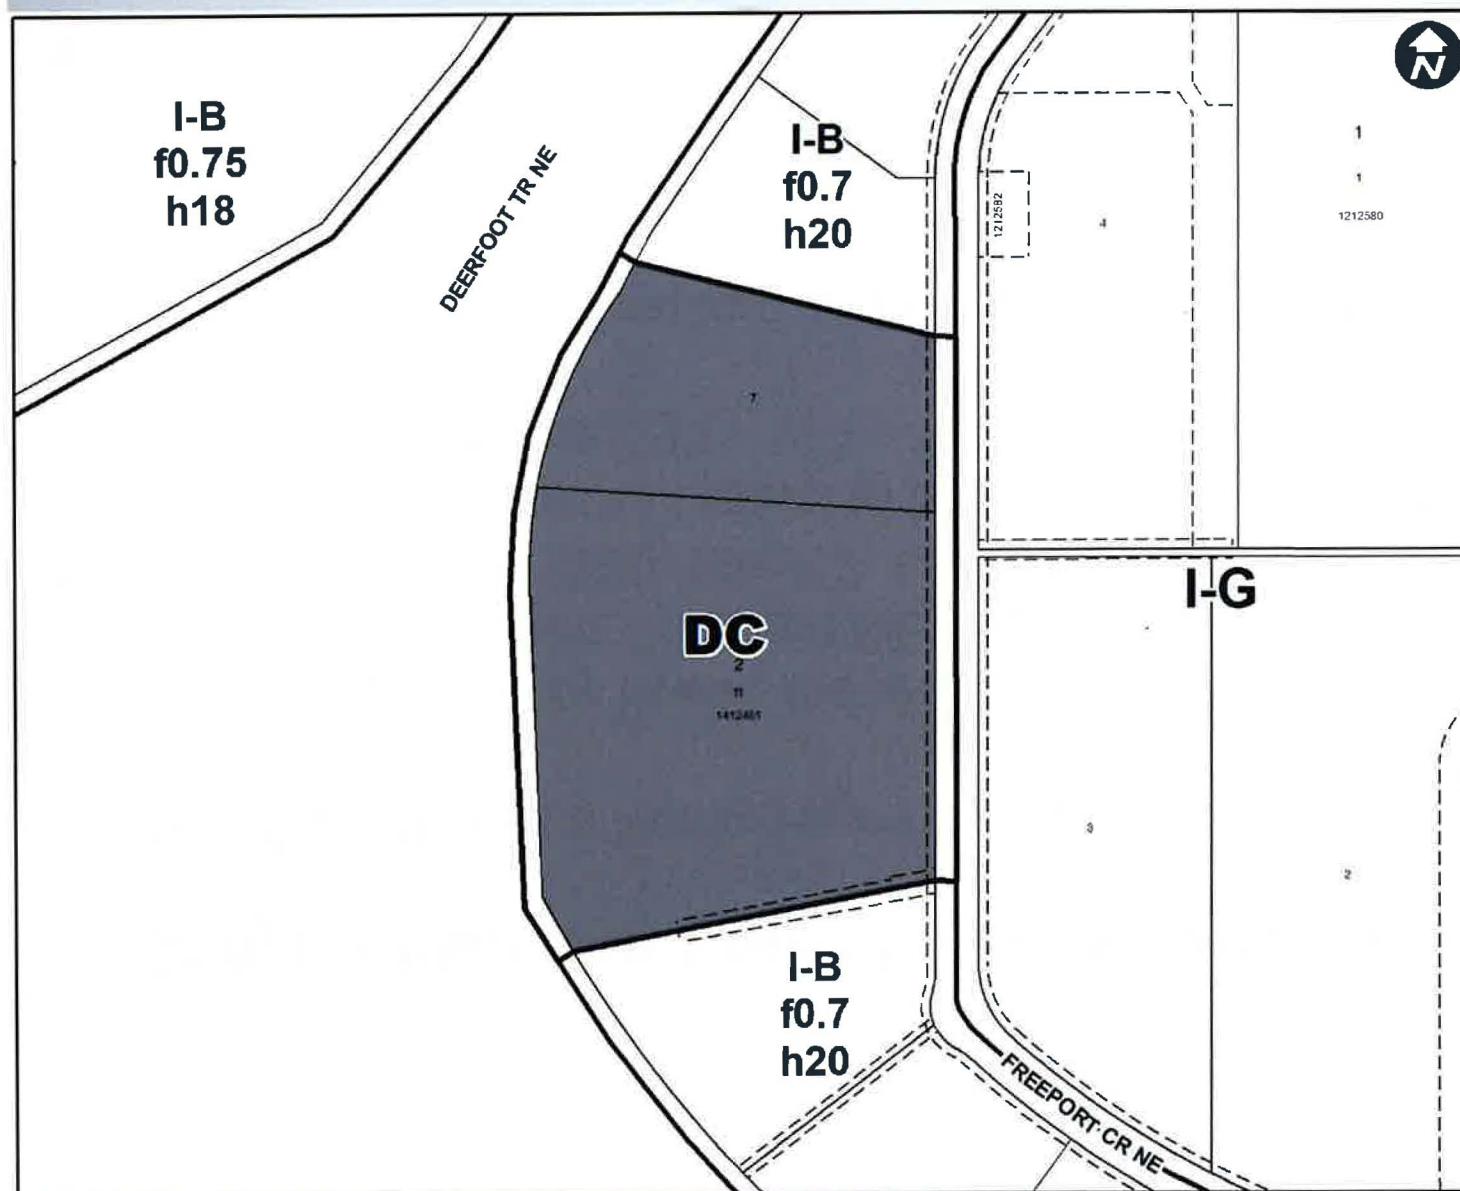 N
I-B
f0.75
h18
DEERFOOT TR NE
I-B
f0.7
h20
1212582
4
1
1
1212580
7
I-G
DC
2
11
1412461
3
2
I-B
f0.7
h20
FREEPORT CR NE